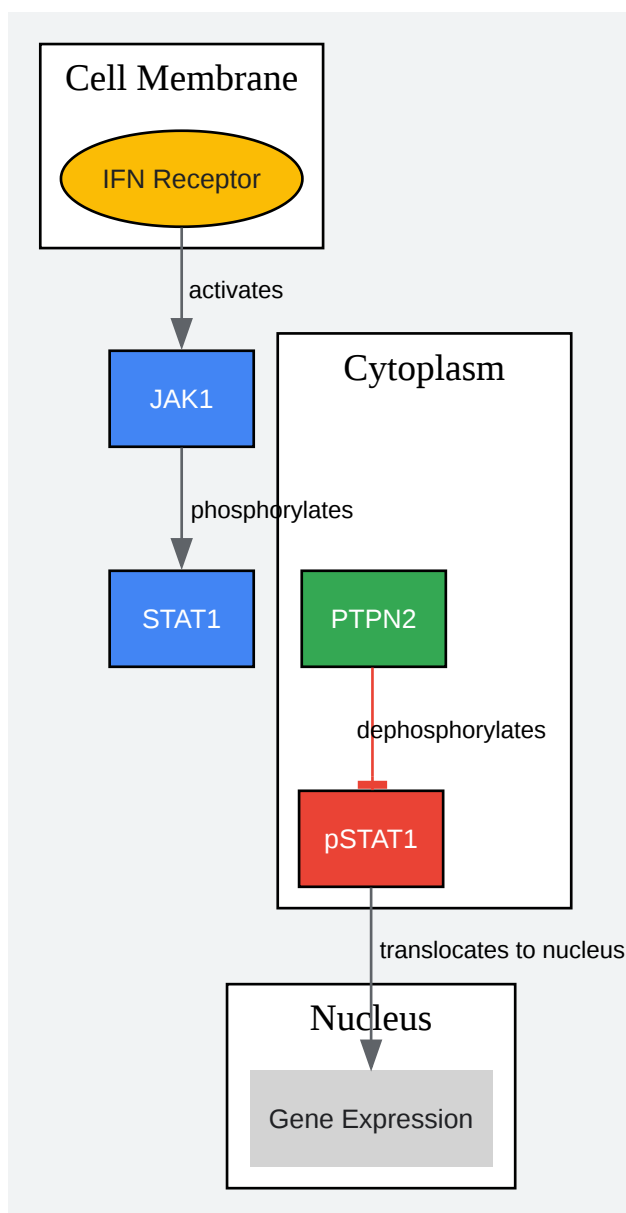 Cell Membrane
IFN Receptor
activates
JAK1
Cytoplasm
phosphorylates
STAT1
PTPN2
dephosphorylates
pSTAT1
translocates to nucleus
Nucleus
Gene Expression